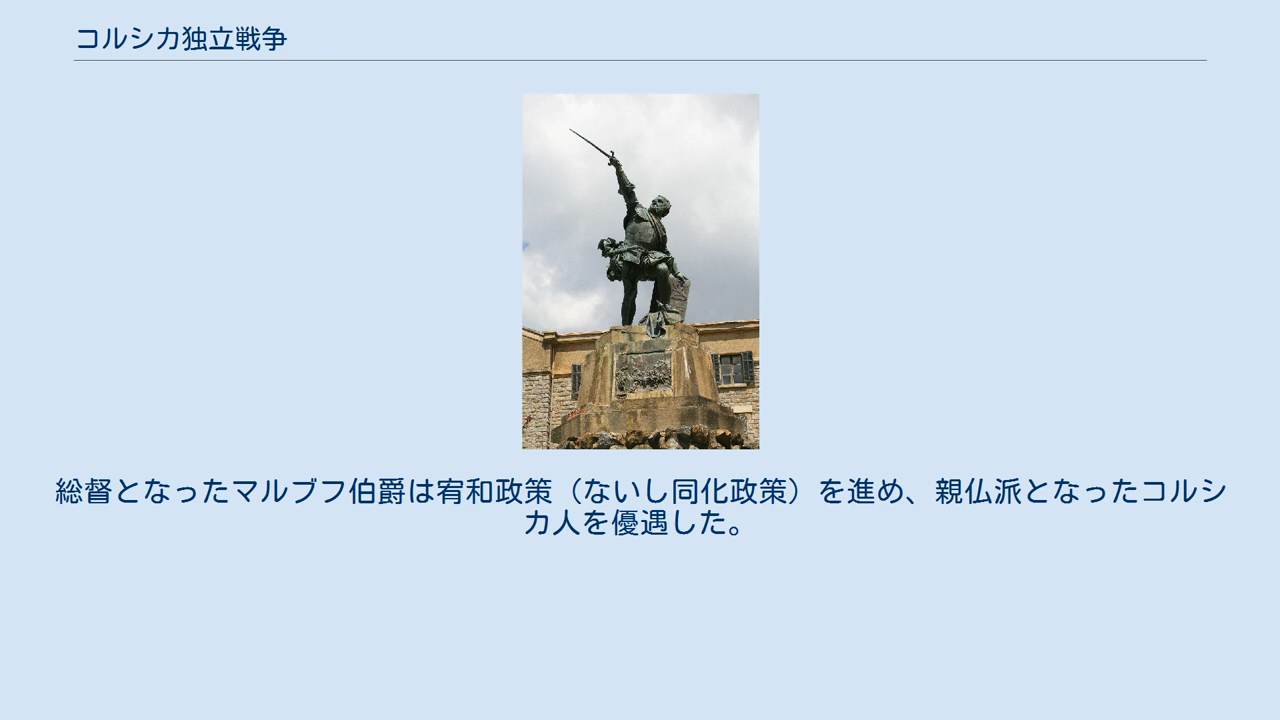 コルシカ独立戦争
総督となったマルブフ伯爵は宥和政策（ないし同化政策）を進め、親仏派となったコルシ
カ人を優遇した。